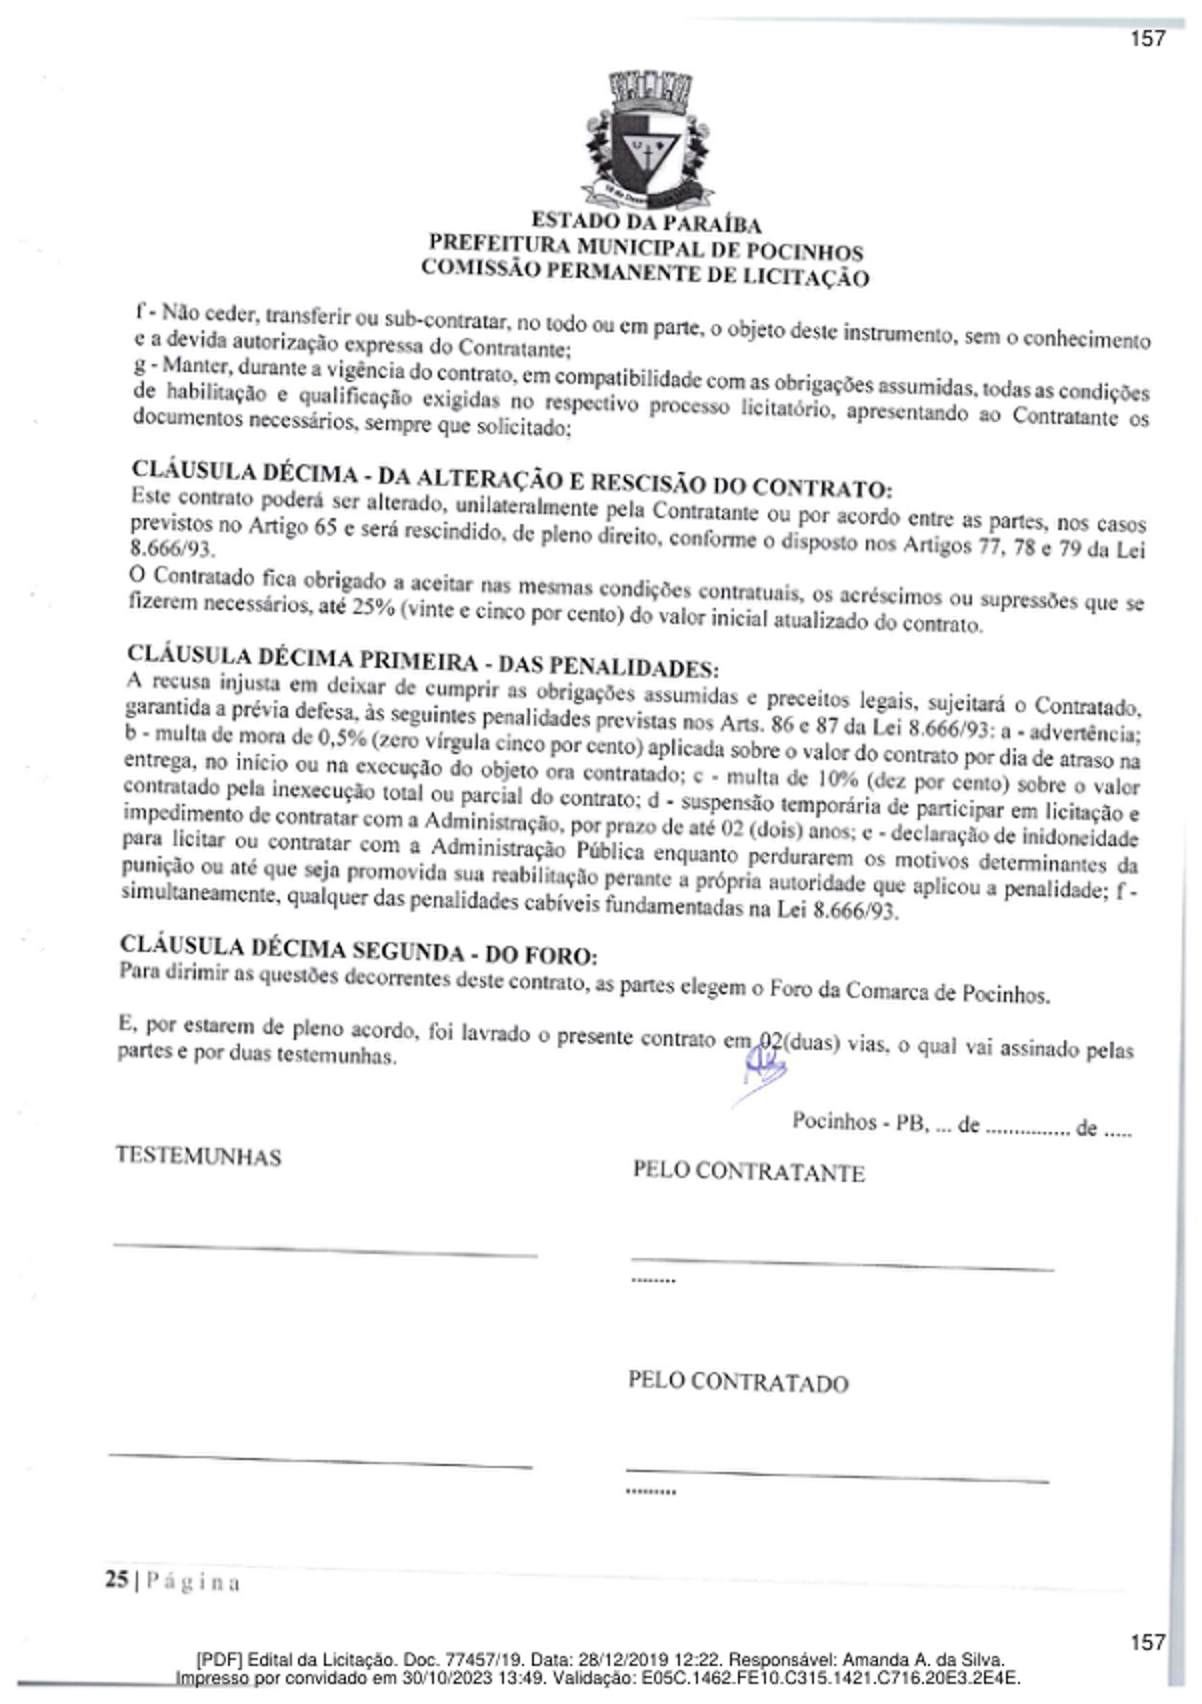 157
ESTADO DA PARAÍBA
PREFEITURA MUNICIPAL DE POCINHOS
COMISSÃO PERMANENTE DE LICITAÇÃO
f - Não ceder, transferir ou sub-contratar, no todo ou em parte, o objeto deste instrumento, sem o conhecimento
e a devida autorização expressa do Contratante;
g - Manter, durante a vigência do contrato, em compatibilidade com as obrigações assumidas, todas as condições
de habilitação e qualificação exigidas no respectivo processo licitatório, apresentando ao Contratante os
documentos necessários, sempre que solicitado;
CLÁUSULA DÉCIMA - DA ALTERAÇÃO E RESCISÃO DO CONTRATO:
Este contrato poderá ser alterado, unilateralmente pela Contratante ou por acordo entre as partes, nos casos
previstos no Artigo 65 e será rescindido, de pleno direito, conforme o disposto nos Artigos 77, 78 e 79 da Lei
8.666/93.
O Contratado fica obrigado a aceitar nas mesmas condições contratuais, os acréscimos ou supressões que se
fizerem necessários, até 25% (vinte e cinco por cento) do valor inicial atualizado do contrato.
CLÁUSULA DÉCIMA PRIMEIRA - DAS PENALIDADES:
A recusa injusta em deixar de cumprir as obrigações assumidas e preceitos legais, sujeitará o Contratado,
garantida a prévia defesa, às seguintes penalidades previstas nos Arts. 86 e 87 da Lei 8.666/93: a - advertência;
b - multa de mora de 0,5% (zero vírgula cinco por cento) aplicada sobre o valor do contrato por dia de atraso na
entrega, no início ou na execução do objeto ora contratado; c - multa de 10% (dez por cento) sobre o valor
contratado pela inexecução total ou parcial do contrato; d - suspensão temporária de participar em licitação e
impedimento de contratar com a Administração, por prazo de até 02 (dois) anos; e - declaração de inidoneidade
para licitar ou contratar com a Administração Pública enquanto perdurarem os motivos determinantes da
punição ou até que seja promovida sua reabilitação perante a própria autoridade que aplicou a penalidade; f -
simultaneamente, qualquer das penalidades cabíveis fundamentadas na Lei 8.666/93.
CLÁUSULA DÉCIMA SEGUNDA - DO FORO:
Para dirimir as questões decorrentes deste contrato, as partes elegem o Foro da Comarca de Pocinhos.
E, por estarem de pleno acordo, foi lavrado o presente contrato em 02(duas) vias, o qual vai assinado pelas
partes e por duas testemunhas.
Pocinhos - PB, ... de ............... de .....
TESTEMUNHAS
PELO CONTRATANTE
........
PELO CONTRATADO
.........
25 | Página
157
[PDF] Edital da Licitação. Doc. 77457/19. Data: 28/12/2019 12:22. Responsável: Amanda A. da Silva.
Impresso por convidado em 30/10/2023 13:49. Validação: E05C.1462.FE10.C315.1421.C716.20E3.2E4E.